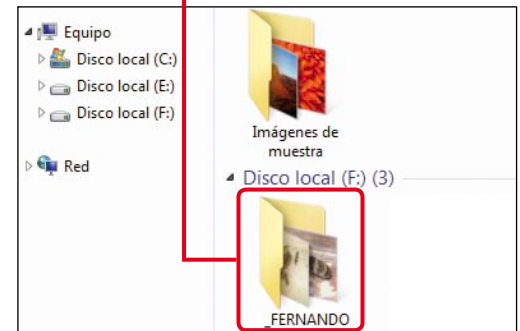 Equipo
Disco local (C:)
Disco local (E:)
Disco local (F:)
Red
Imágenes de
muestra
Disco local (F:) (3)
_FERNANDO